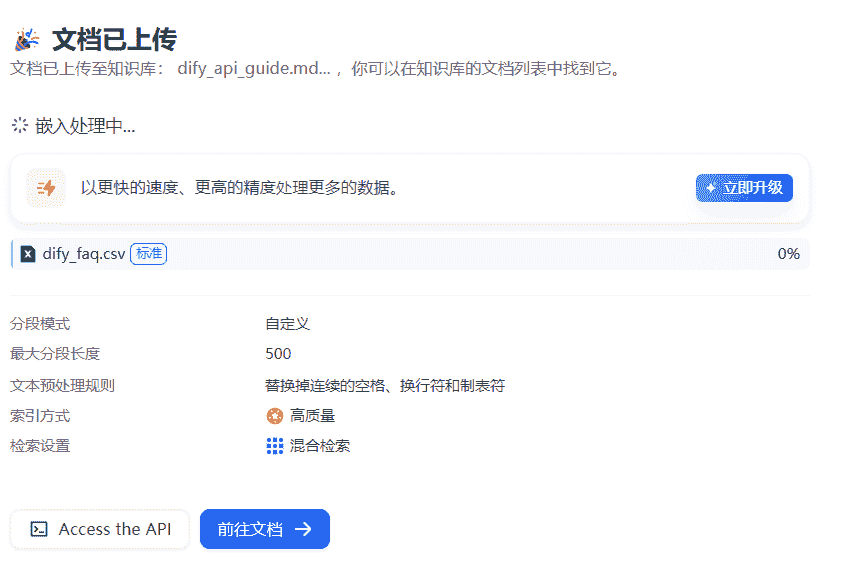 文档已上传
文档已上传至知识库： dify_api_guide.md... ，你可以在知识库的文档列表中找到它。
嵌入处理中...
以更快的速度、更高的精度处理更多的数据。 立即升级
dify_faq.csv 标准 0%
分段模式 自定义
最大分段长度 500
文本预处理规则 替换掉连续的空格、换行符和制表符
索引方式 高质量
检索设置 混合检索
Access the API 前往文档